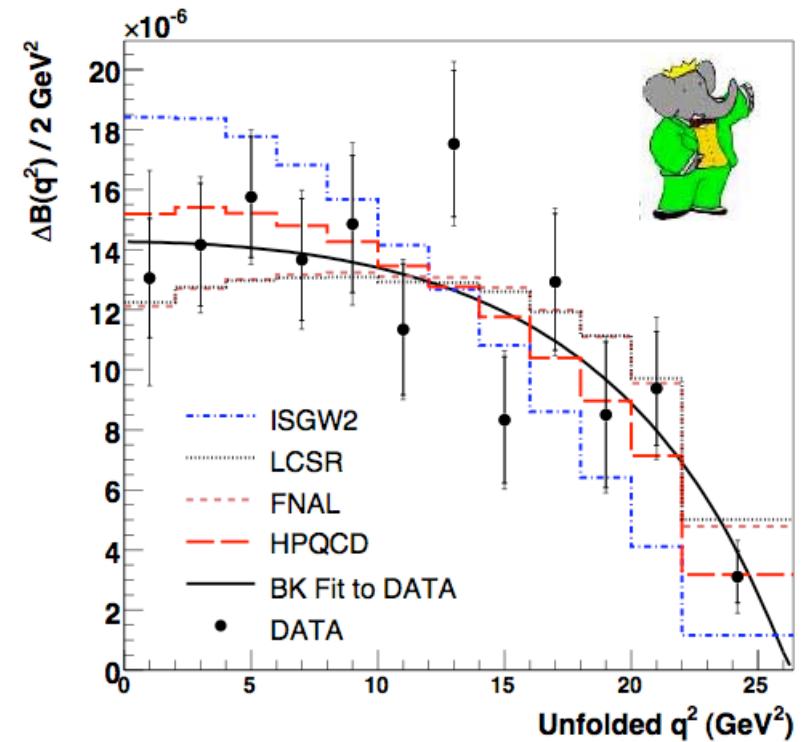 ×10⁻⁶
ΔB(q²) / 2 GeV²
20
18
16
14
12
10
8
6
4
2
0
ISGW2
LCSR
FNAL
HPQCD
BK Fit to DATA
DATA
0 5 10 15 20 25
Unfolded q² (GeV²)